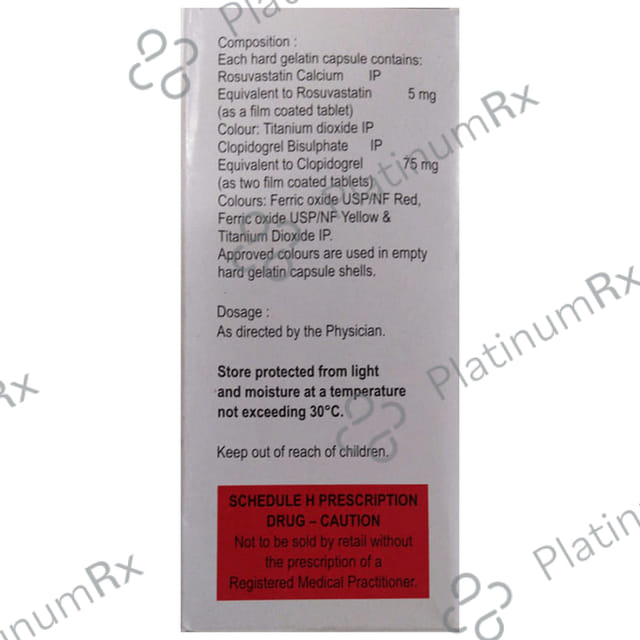 Composition :
Each hard gelatin capsule contains:
Rosuvastatin Calcium IP
Equivalent to Rosuvastatin 5 mg
(as a film coated tablet)
Colour: Titanium dioxide IP
Clopidogrel Bisulphate IP
Equivalent to Clopidogrel 75 mg
(as two film coated tablets)
Colours: Ferric oxide USP/NF Red,
Ferric oxide USP/NF Yellow &
Titanium Dioxide IP.
Approved colours are used in empty
hard gelatin capsule shells.
Dosage :
As directed by the Physician.
Store protected from light
and moisture at a temperature
not exceeding 30°C.
Keep out of reach of children.
SCHEDULE H PRESCRIPTION
DRUG – CAUTION
Not to be sold by retail without
the prescription of a
Registered Medical Practitioner.
Platinum
PlatinumRx
PlatinumRx
Rx
PlatinumRx
Platinum